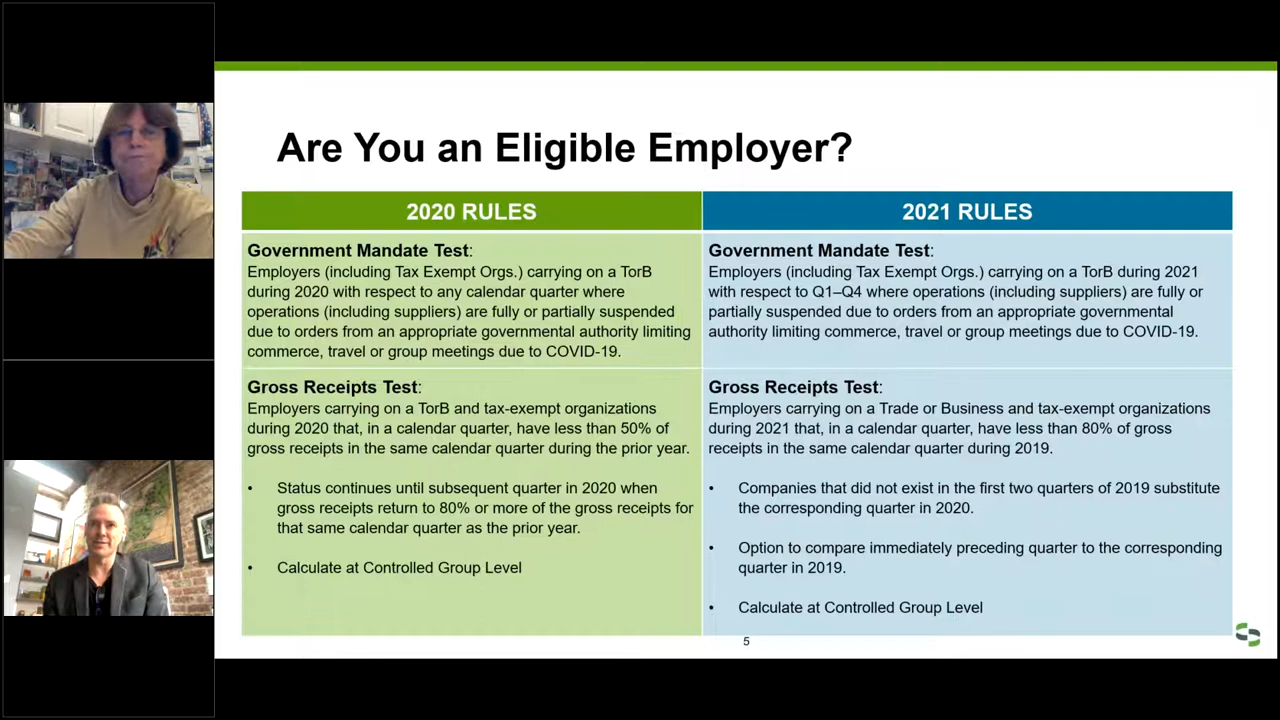 Are You an Eligible Employer?
2020 RULES
Government Mandate Test:
Employers (including Tax Exempt Orgs.) carrying on a TorB
during 2020 with respect to any calendar quarter where
operations (including suppliers) are fully or partially suspended
due to orders from an appropriate governmental authority limiting
commerce, travel or group meetings due to COVID-19.
Gross Receipts Test:
Employers carrying on a TorB and tax-exempt organizations
during 2020 that, in a calendar quarter, have less than 50% of
gross receipts in the same calendar quarter during the prior year.
• Status continues until subsequent quarter in 2020 when
gross receipts return to 80% or more of the gross receipts for
that same calendar quarter as the prior year.
• Calculate at Controlled Group Level
2021 RULES
Government Mandate Test:
Employers (including Tax Exempt Orgs.) carrying on a TorB during 2021
with respect to Q1–Q4 where operations (including suppliers) are fully or
partially suspended due to orders from an appropriate governmental
authority limiting commerce, travel or group meetings due to COVID-19.
Gross Receipts Test:
Employers carrying on a Trade or Business and tax-exempt organizations
during 2021 that, in a calendar quarter, have less than 80% of gross
receipts in the same calendar quarter during 2019.
• Companies that did not exist in the first two quarters of 2019 substitute
the corresponding quarter in 2020.
• Option to compare immediately preceding quarter to the corresponding
quarter in 2019.
• Calculate at Controlled Group Level
5